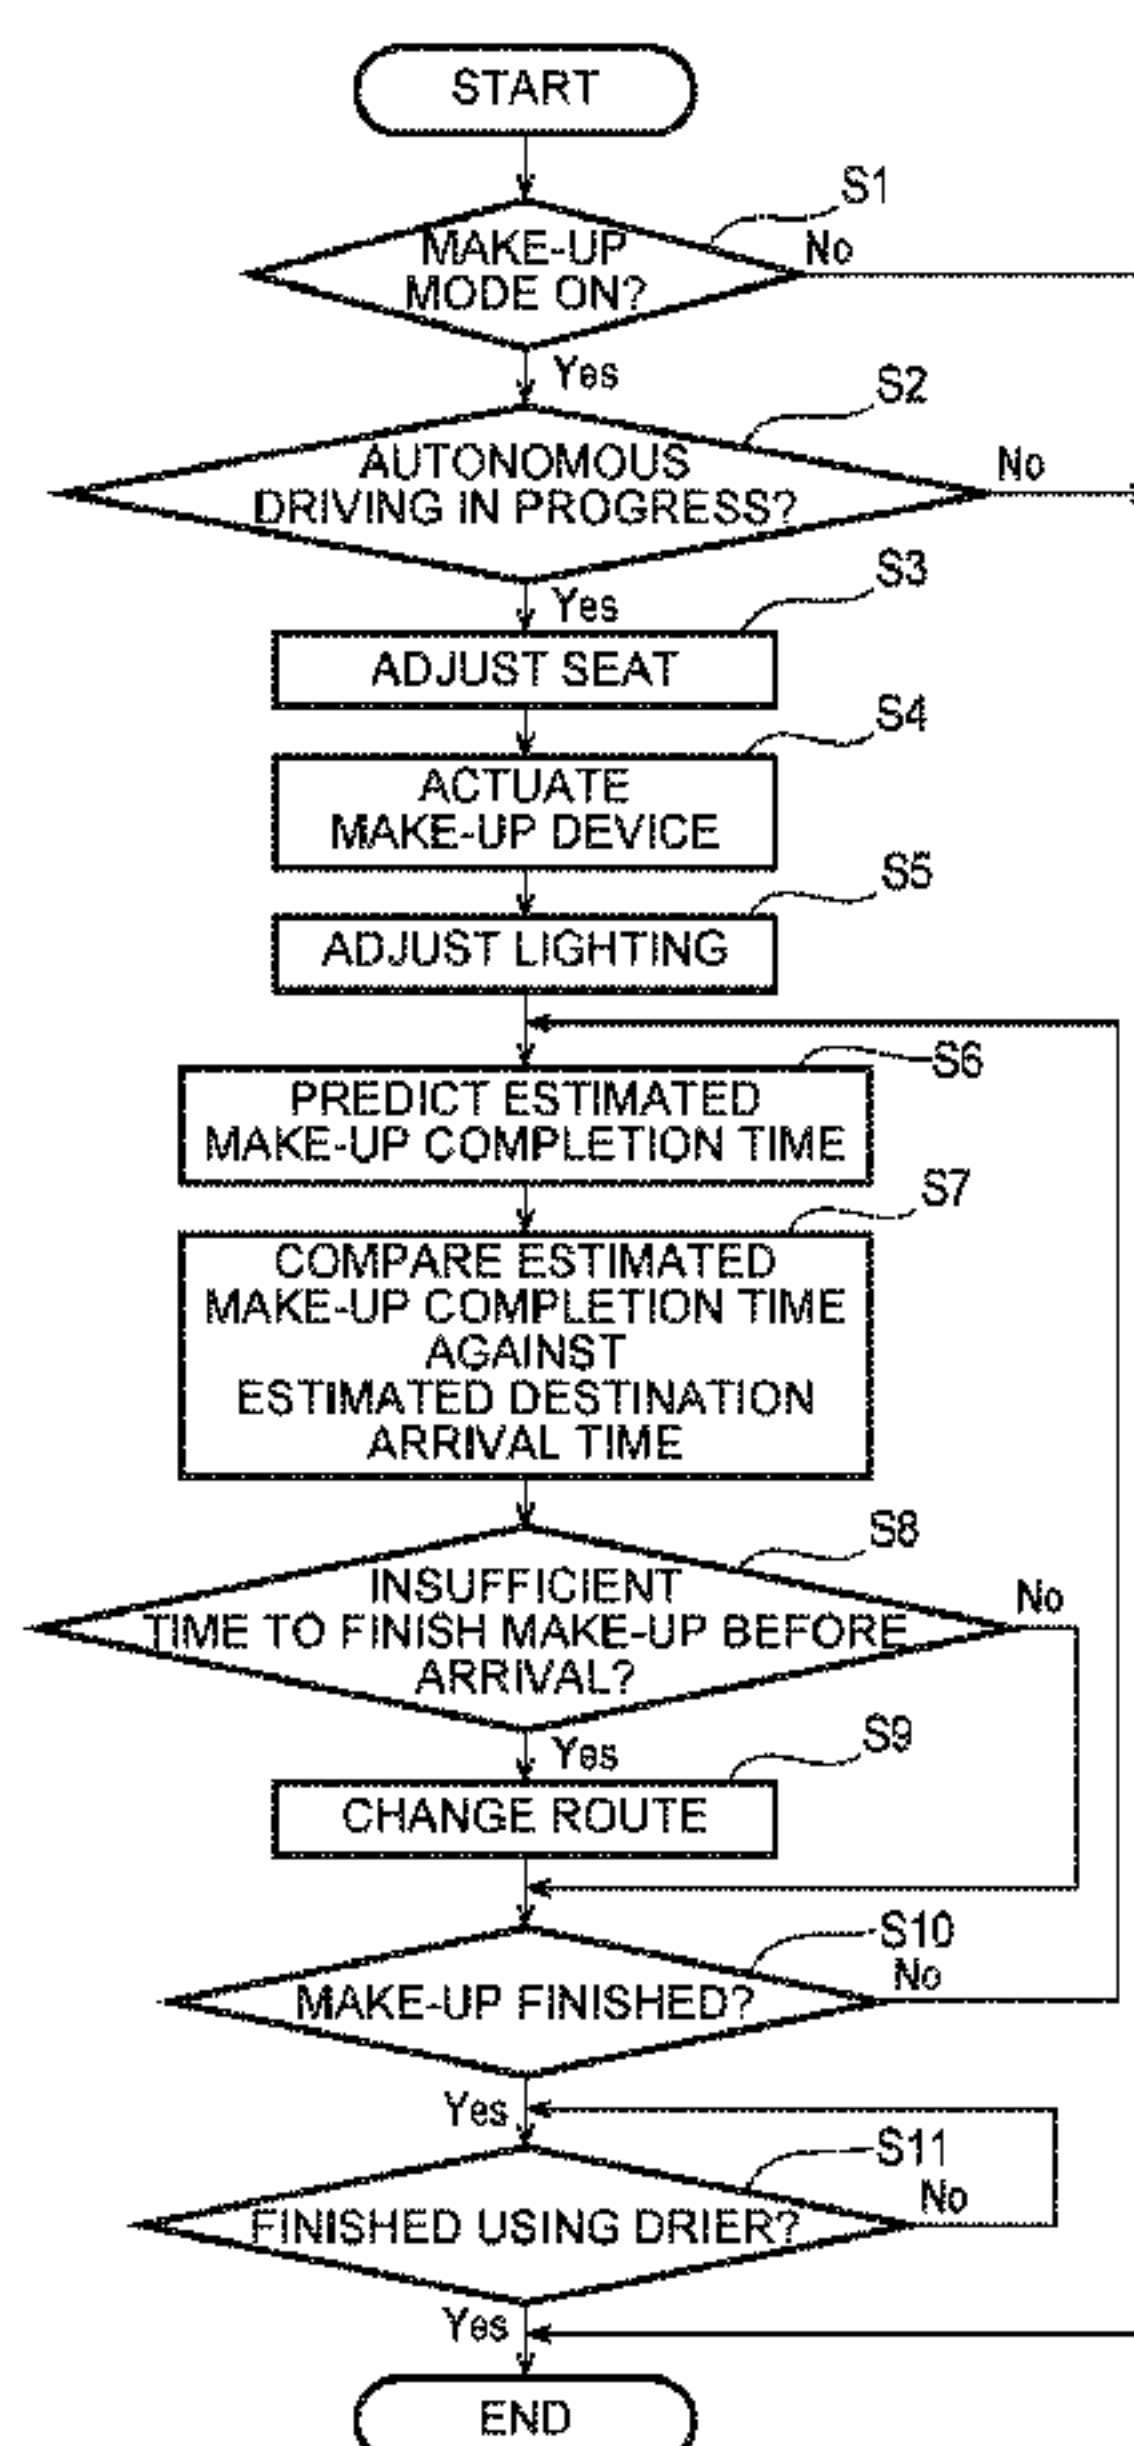 START
S1
MAKE-UP
MODE ON?
No
Yes
S2
AUTONOMOUS
DRIVING IN PROGRESS?
No
Yes
S3
ADJUST SEAT
S4
ACTUATE
MAKE-UP DEVICE
S5
ADJUST LIGHTING
S6
PREDICT ESTIMATED
MAKE-UP COMPLETION TIME
S7
COMPARE ESTIMATED
MAKE-UP COMPLETION TIME
AGAINST
ESTIMATED DESTINATION
ARRIVAL TIME
S8
INSUFFICIENT
TIME TO FINISH MAKE-UP BEFORE
ARRIVAL?
No
Yes
S9
CHANGE ROUTE
S10
MAKE-UP FINISHED?
No
Yes
S11
FINISHED USING DRIER?
No
Yes
END